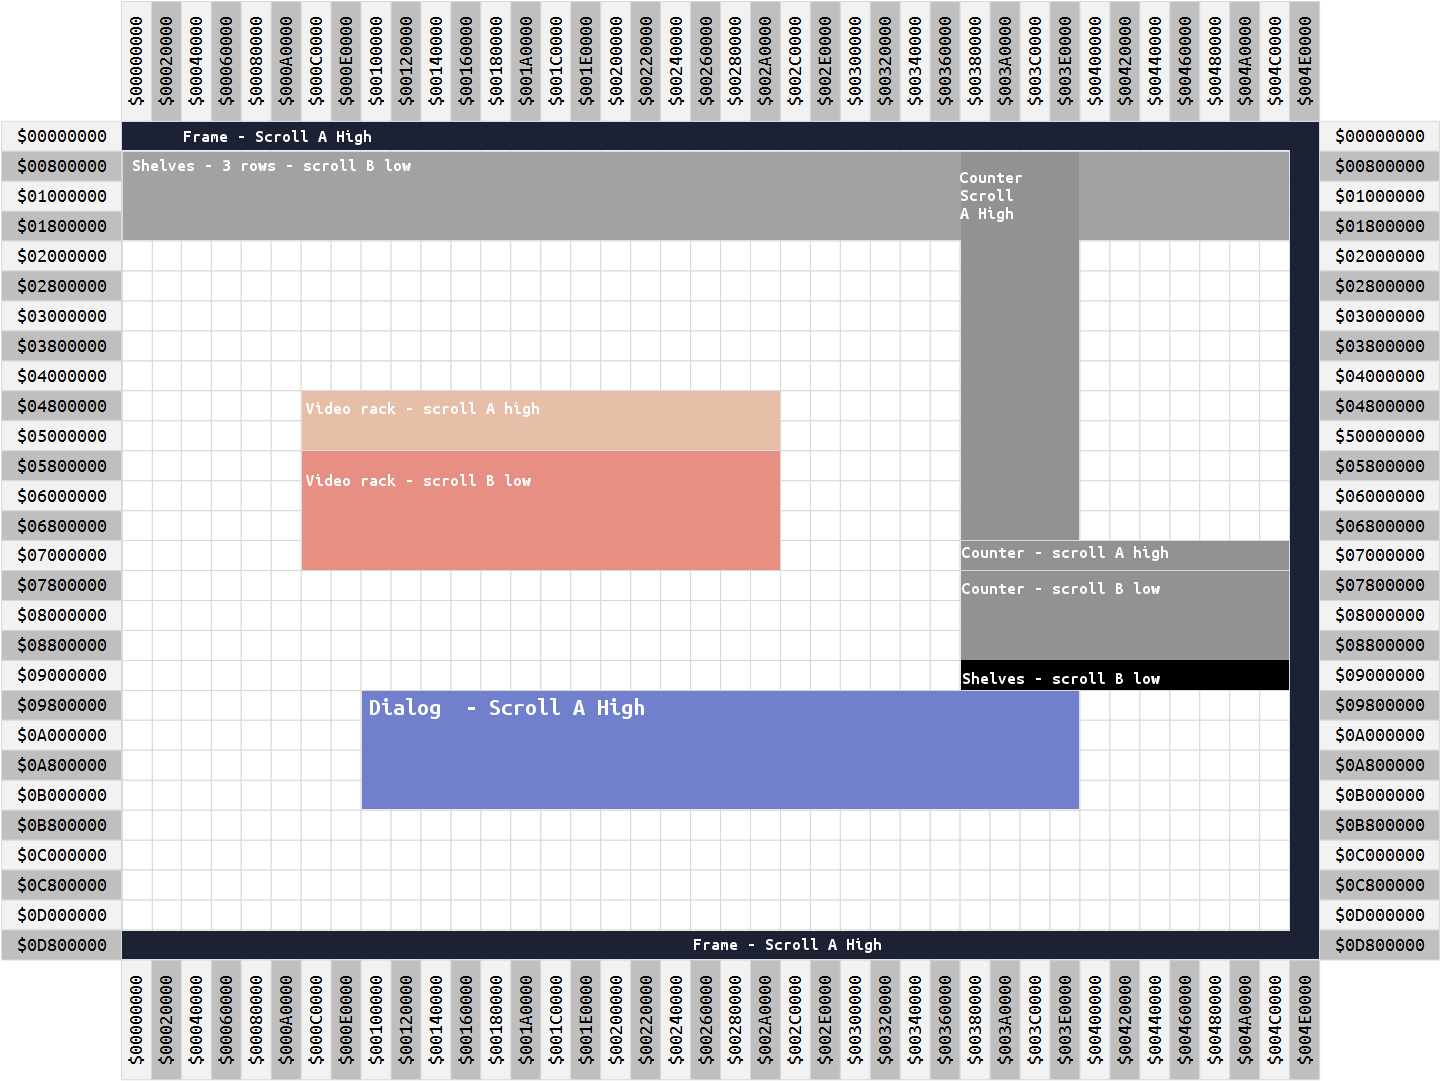 $00000000 $00020000 $00040000 $00060000 $00080000 $000A0000 $000C0000 $000E0000 $00100000 $00120000 $00140000 $00160000 $00180000 $001A0000 $001C0000 $001E0000 $00200000 $00220000 $00240000 $00260000 $00280000 $002A0000 $002C0000 $002E0000 $00300000 $00320000 $00340000 $00360000 $00380000 $003A0000 $003C0000 $003E0000 $00400000 $00420000 $00440000 $00460000 $00480000 $004A0000 $004C0000 $004E0000
$00000000 Frame - Scroll A High $00000000
$00800000 Shelves - 3 rows - scroll B low $00800000
Counter
$01000000 Scroll $01000000
A High
$01800000 $01800000
$02000000 $02000000
$02800000 $02800000
$03000000 $03000000
$03800000 $03800000
$04000000 $04000000
$04800000 Video rack - scroll A high $04800000
$05000000 $50000000
$05800000 $05800000
Video rack - scroll B low
$06000000 $06000000
$06800000 $06800000
$07000000 Counter - scroll A high $07000000
$07800000 Counter - scroll B low $07800000
$08000000 $08000000
$08800000 $08800000
$09000000 Shelves - scroll B low $09000000
$09800000 Dialog  - Scroll A High $09800000
$0A000000 $0A000000
$0A800000 $0A800000
$0B000000 $0B000000
$0B800000 $0B800000
$0C000000 $0C000000
$0C800000 $0C800000
$0D000000 $0D000000
$0D800000 Frame - Scroll A High $0D800000
$00000000 $00020000 $00040000 $00060000 $00080000 $000A0000 $000C0000 $000E0000 $00100000 $00120000 $00140000 $00160000 $00180000 $001A0000 $001C0000 $001E0000 $00200000 $00220000 $00240000 $00260000 $00280000 $002A0000 $002C0000 $002E0000 $00300000 $00320000 $00340000 $00360000 $00380000 $003A0000 $003C0000 $003E0000 $00400000 $00420000 $00440000 $00460000 $00480000 $004A0000 $004C0000 $004E0000